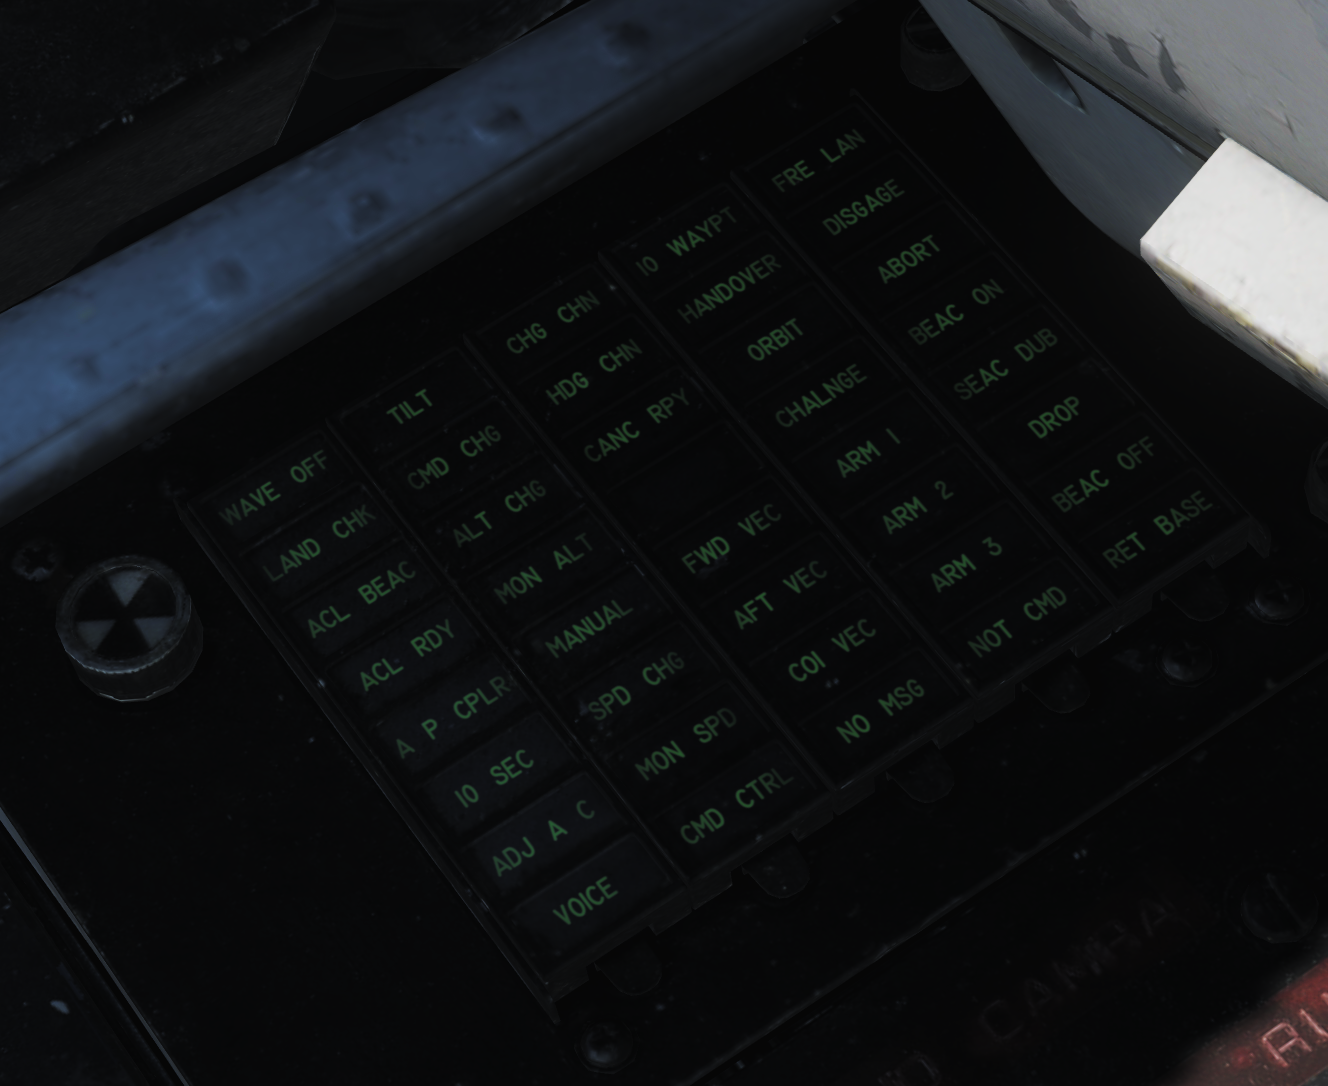 WAVE OFF
LAND CHK
ACL BEAC
ACL RDY
A P CPLR
10 SEC
ADJ A C
VOICE
TILT
CMD CHG
ALT CHG
MON ALT
MANUAL
SPD CHG
MON SPD
CMD CTRL
CHG CHN
HDG CHN
CANC RPY
FWD VEC
AFT VEC
COI VEC
NO MSG
10 WAYPT
HANDOVER
ORBIT
CHALNGE
ARM 1
ARM 2
ARM 3
NOT CMD
FRE LAN
DISGAGE
ABORT
BEAC ON
SEAC DUB
DROP
BEAC OFF
RET BASE